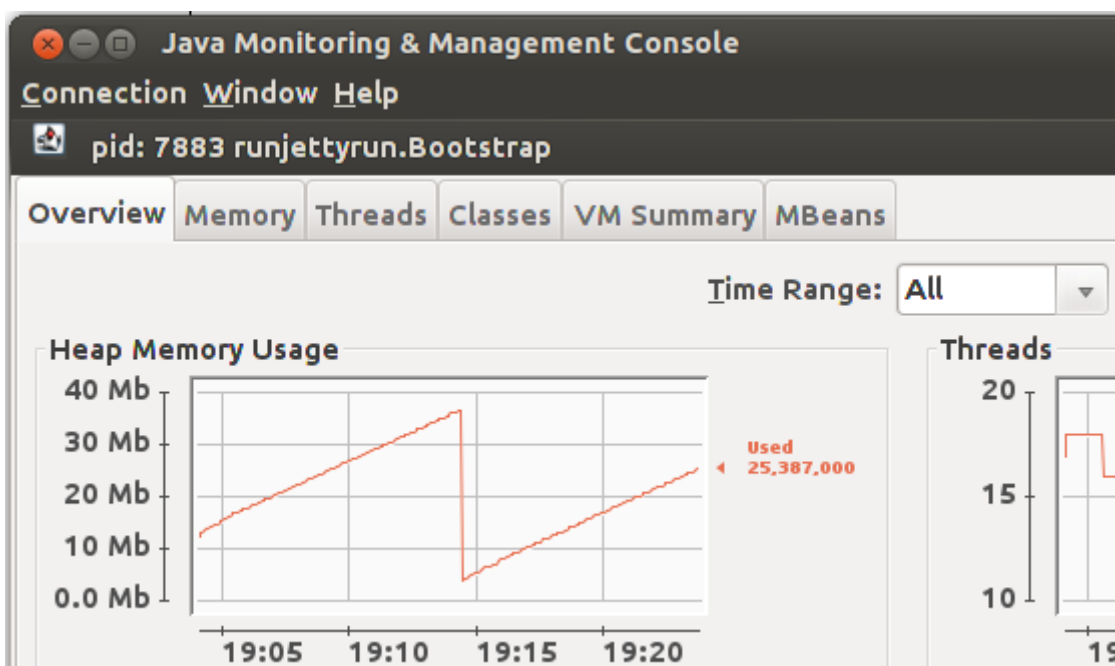 Java Monitoring & Management Console
Connection Window Help
pid: 7883 runjettyrun.Bootstrap
Overview Memory Threads Classes VM Summary MBeans
Time Range: All
Heap Memory Usage
40 Mb
30 Mb
20 Mb
10 Mb
0.0 Mb
Used
25,387,000
19:05 19:10 19:15 19:20
Threads
20
15
10
19